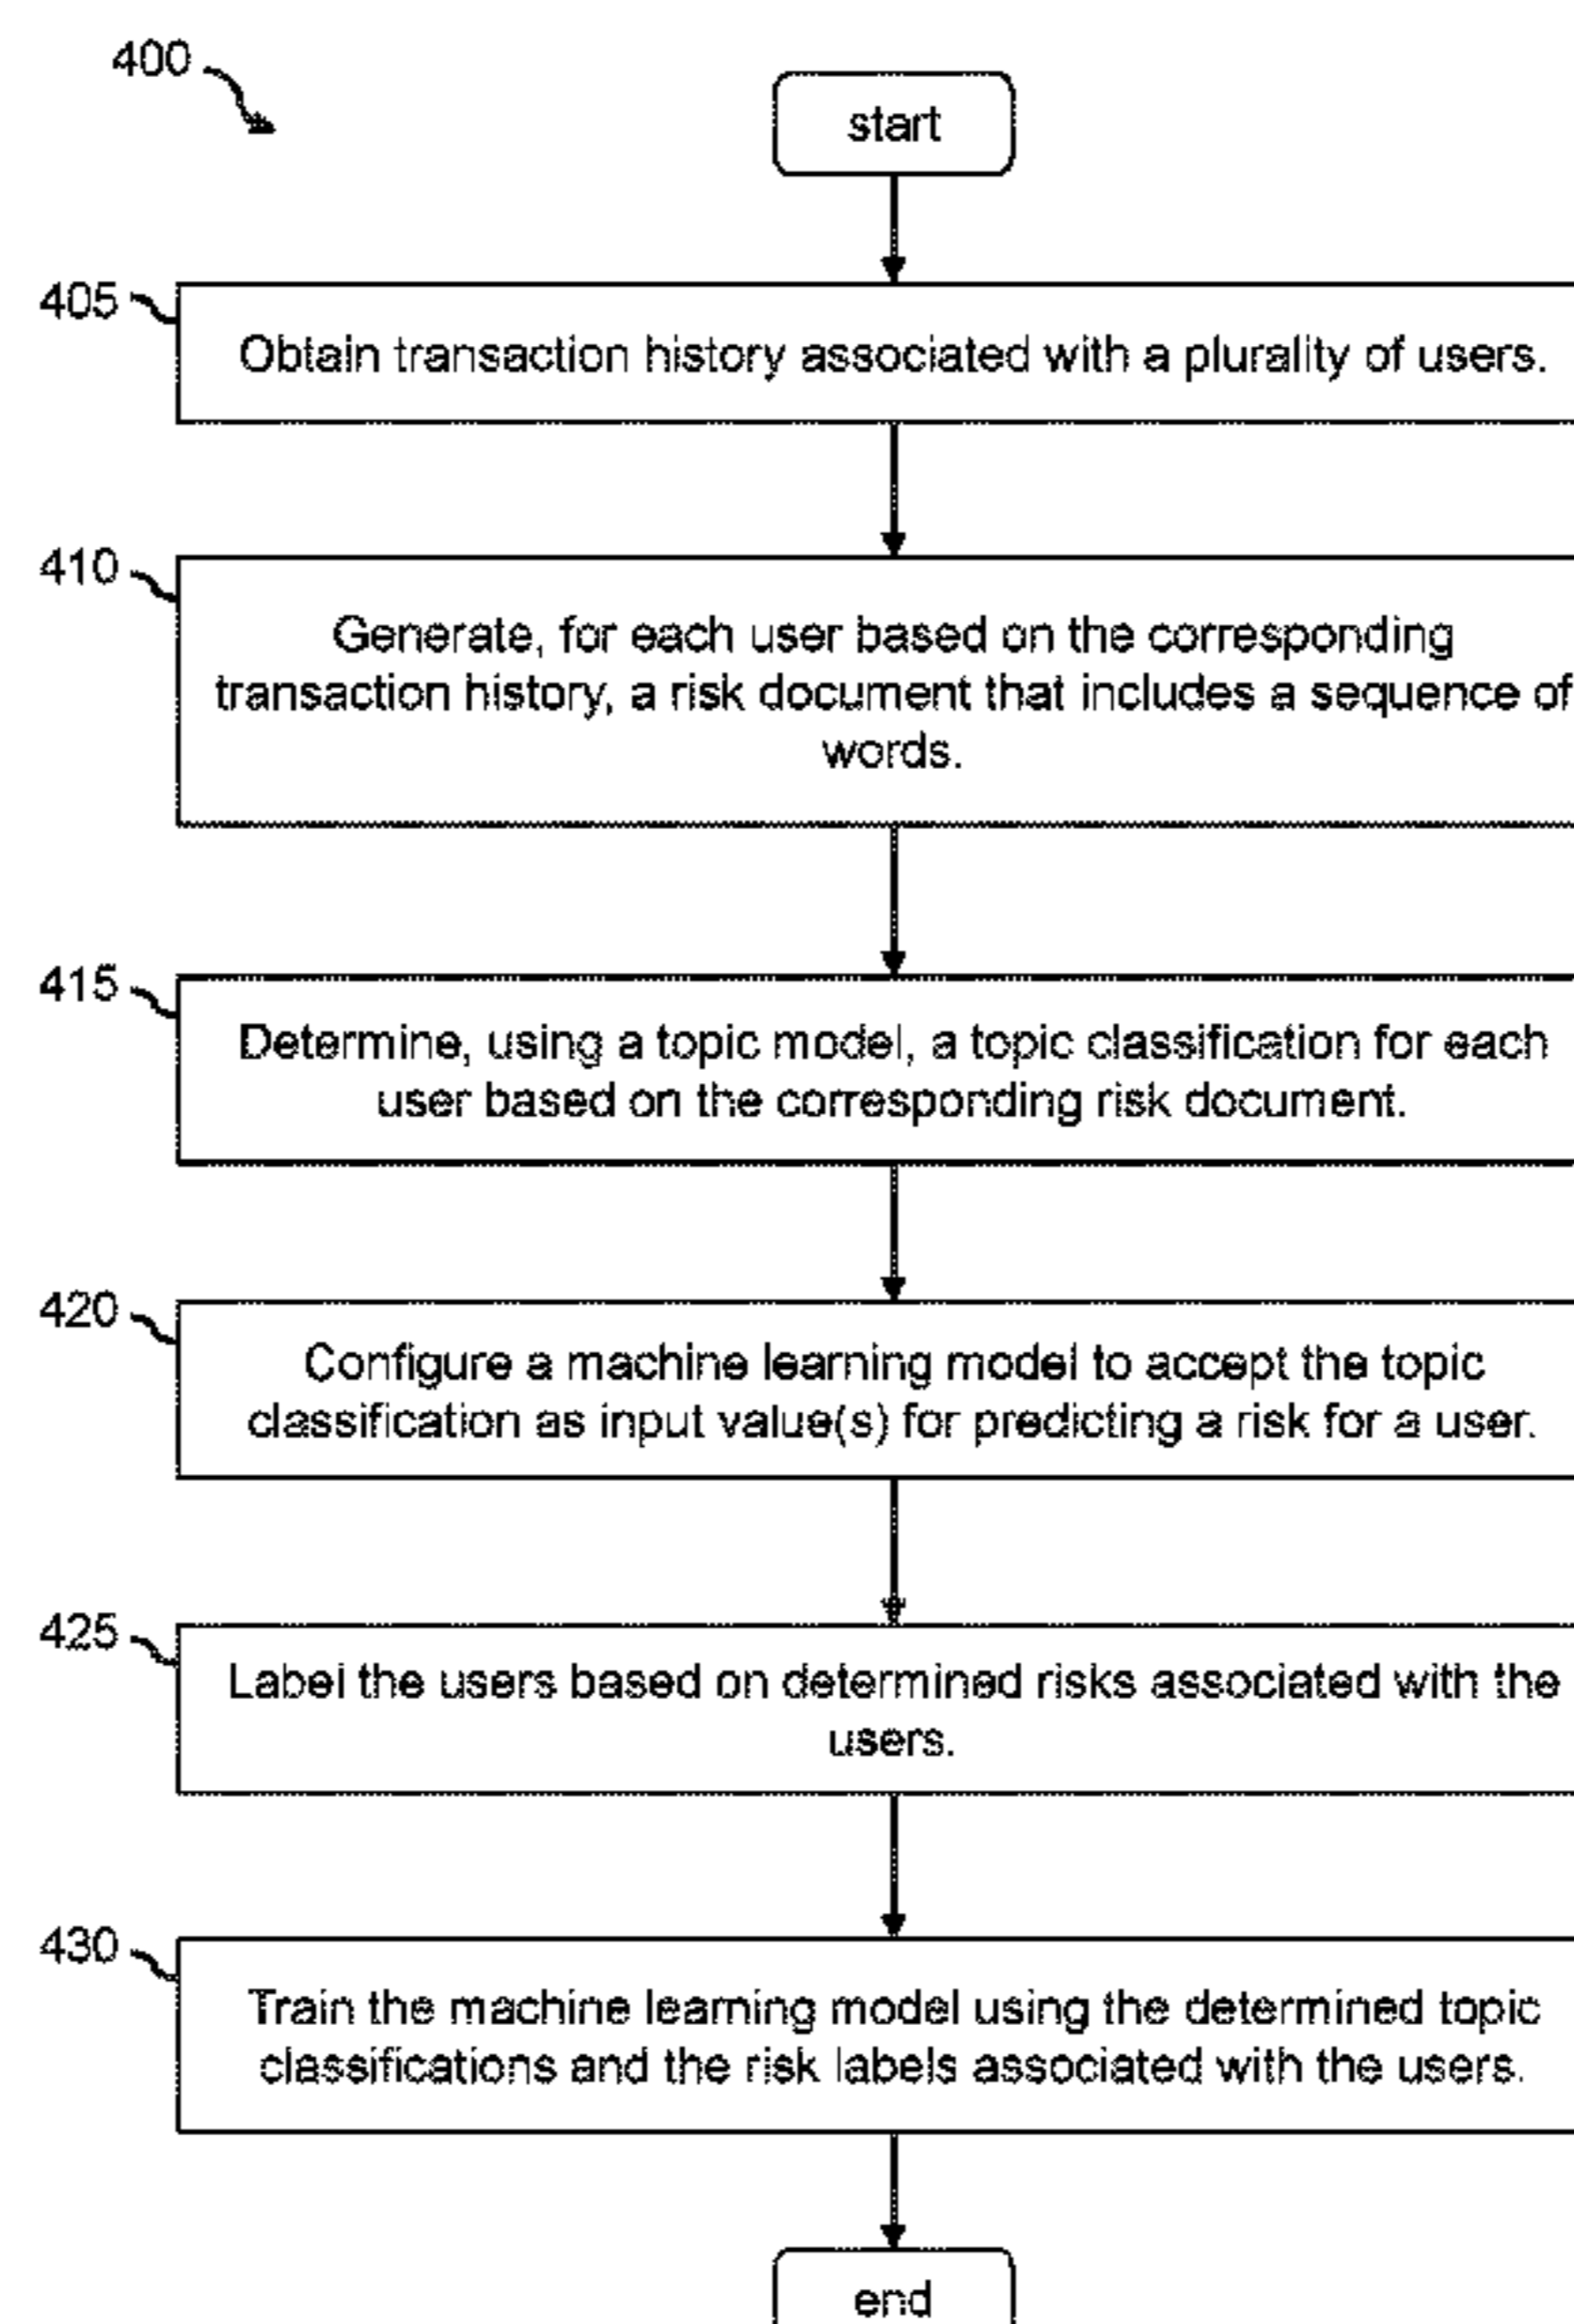 400
start
405
Obtain transaction history associated with a plurality of users.
410
Generate, for each user based on the corresponding
transaction history, a risk document that includes a sequence of
words.
415
Determine, using a topic model, a topic classification for each
user based on the corresponding risk document.
420
Configure a machine learning model to accept the topic
classification as input value(s) for predicting a risk for a user.
425
Label the users based on determined risks associated with the
users.
430
Train the machine learning model using the determined topic
classifications and the risk labels associated with the users.
end